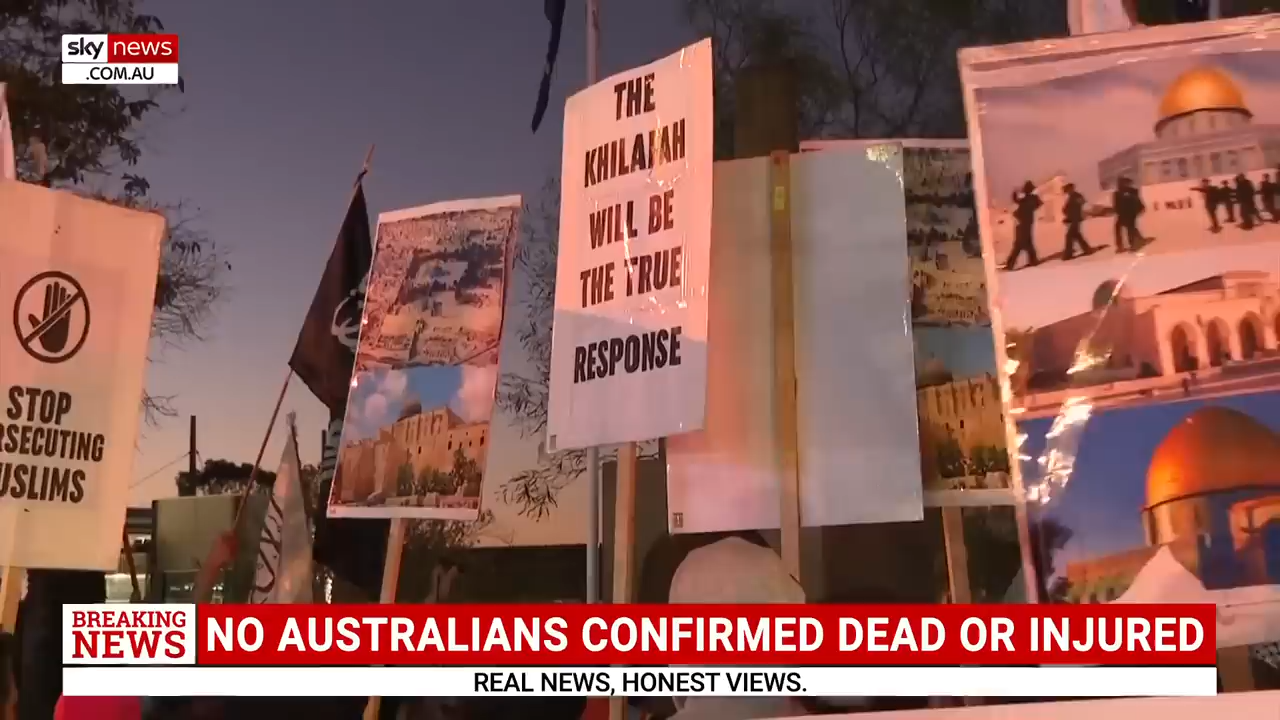 sky news
.COM.AU
THE
KHILAFAH
WILL BE
THE TRUE
RESPONSE
STOP
RSECUTING
USLIMS
BREAKING
NEWS
NO AUSTRALIANS CONFIRMED DEAD OR INJURED
REAL NEWS, HONEST VIEWS.